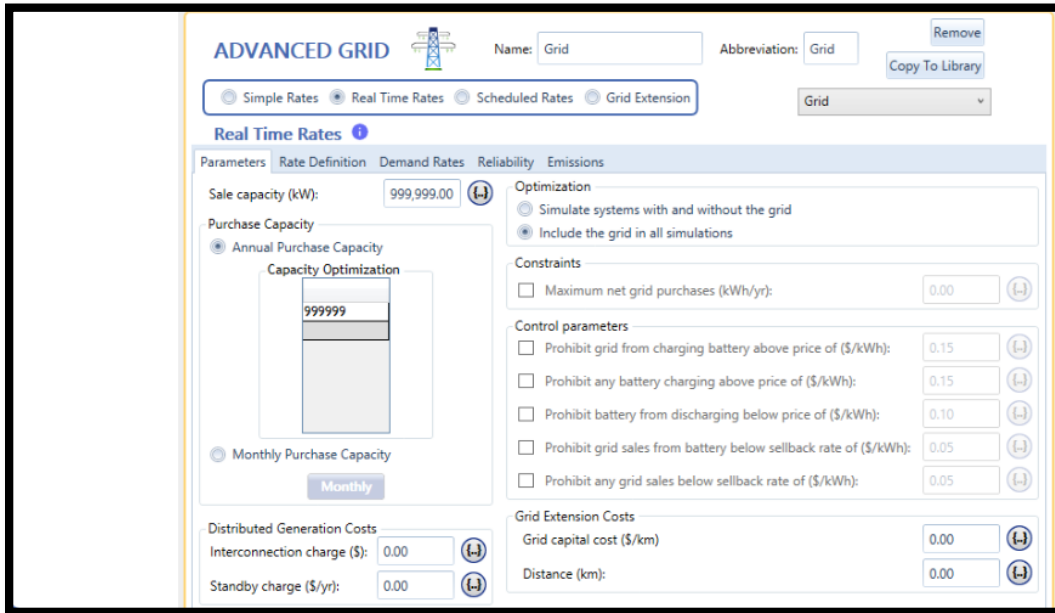 ADVANCED GRID
Name: Grid
Abbreviation: Grid
Remove
Copy To Library
Simple Rates Real Time Rates Scheduled Rates Grid Extension
Grid
Real Time Rates i
Parameters Rate Definition Demand Rates Reliability Emissions
Sale capacity (kW): 999,999.00 {..}
Purchase Capacity
Annual Purchase Capacity
Capacity Optimization
999999
Monthly Purchase Capacity
Monthly
Distributed Generation Costs
Interconnection charge ($): 0.00 {..}
Standby charge ($/yr): 0.00 {..}
Optimization
Simulate systems with and without the grid
Include the grid in all simulations
Constraints
Maximum net grid purchases (kWh/yr): 0.00 {..}
Control parameters
Prohibit grid from charging battery above price of ($/kWh): 0.15 {..}
Prohibit any battery charging above price of ($/kWh): 0.15 {..}
Prohibit battery from discharging below price of ($/kWh): 0.10 {..}
Prohibit grid sales from battery below sellback rate of ($/kWh): 0.05 {..}
Prohibit any grid sales below sellback rate of ($/kWh): 0.05 {..}
Grid Extension Costs
Grid capital cost ($/km) 0.00 {..}
Distance (km): 0.00 {..}